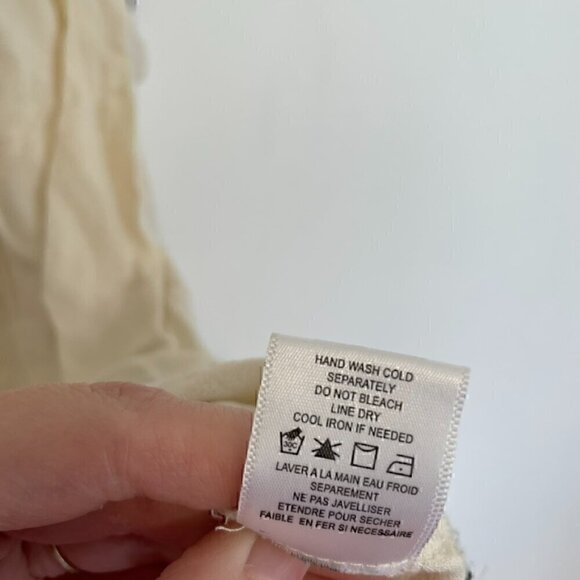 HAND WASH COLD
SEPARATELY
DO NOT BLEACH
LINE DRY
COOL IRON IF NEEDED
30C
LAVER A LA MAIN EAU FROID
SEPAREMENT
NE PAS JAVELLISER
ETENDRE POUR SECHER
FAIBLE EN FER SI NECESSAIRE